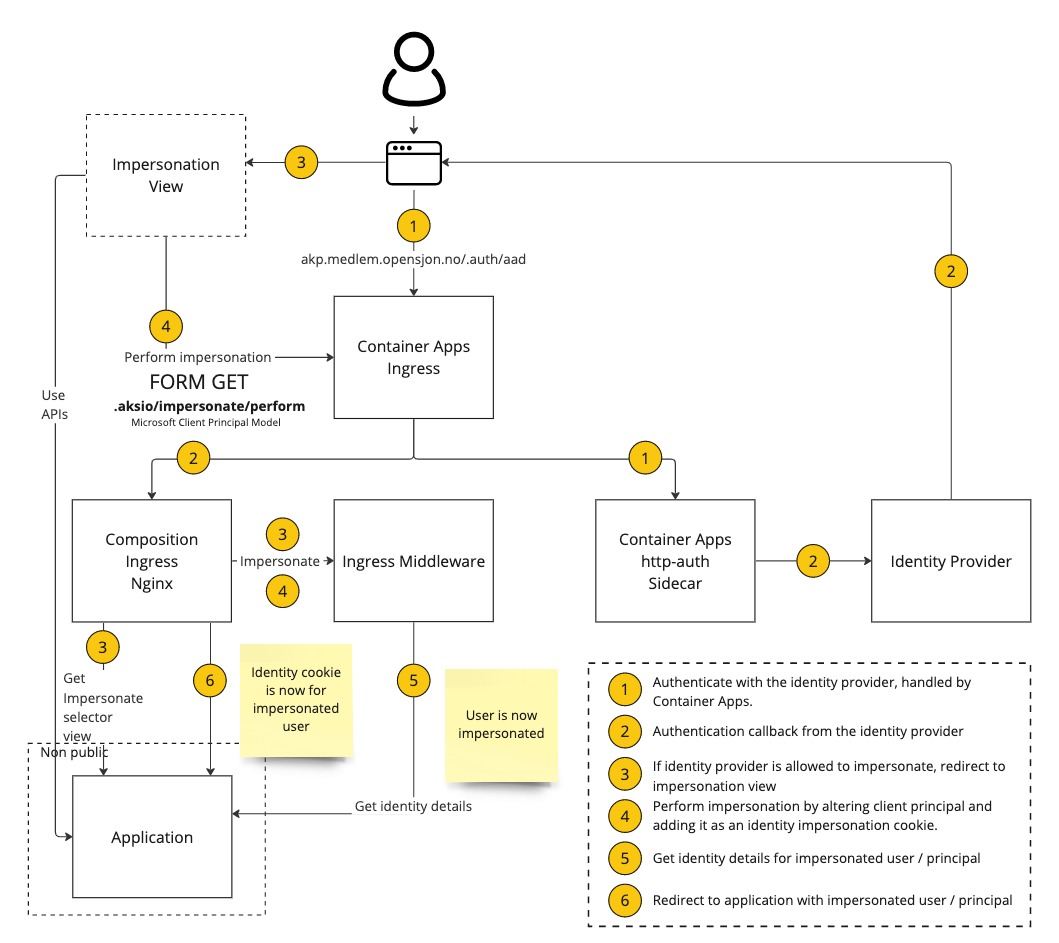 3
Impersonation
View
1
akp.medlem.opensjon.no/.auth/aad
2
4
Perform impersonation
FORM GET
.aksio/impersonate/perform
Microsoft Client Principal Model
Container Apps
Ingress
Use
APIs
2
1
Composition
Ingress
Nginx
3
Impersonate
4
Ingress Middleware
Container Apps
http-auth
Sidecar
2
Identity Provider
3
Get
Impersonate
selector
view
6
Identity cookie
is now for
impersonated
user
5
User is now
impersonated
Non public
Application
Get identity details
1
Authenticate with the identity provider, handled by
Container Apps.
2
Authentication callback from the identity provider
3
If identity provider is allowed to impersonate, redirect to
impersonation view
4
Perform impersonation by altering client principal and
adding it as an identity impersonation cookie.
5
Get identity details for impersonated user / principal
6
Redirect to application with impersonated user / principal